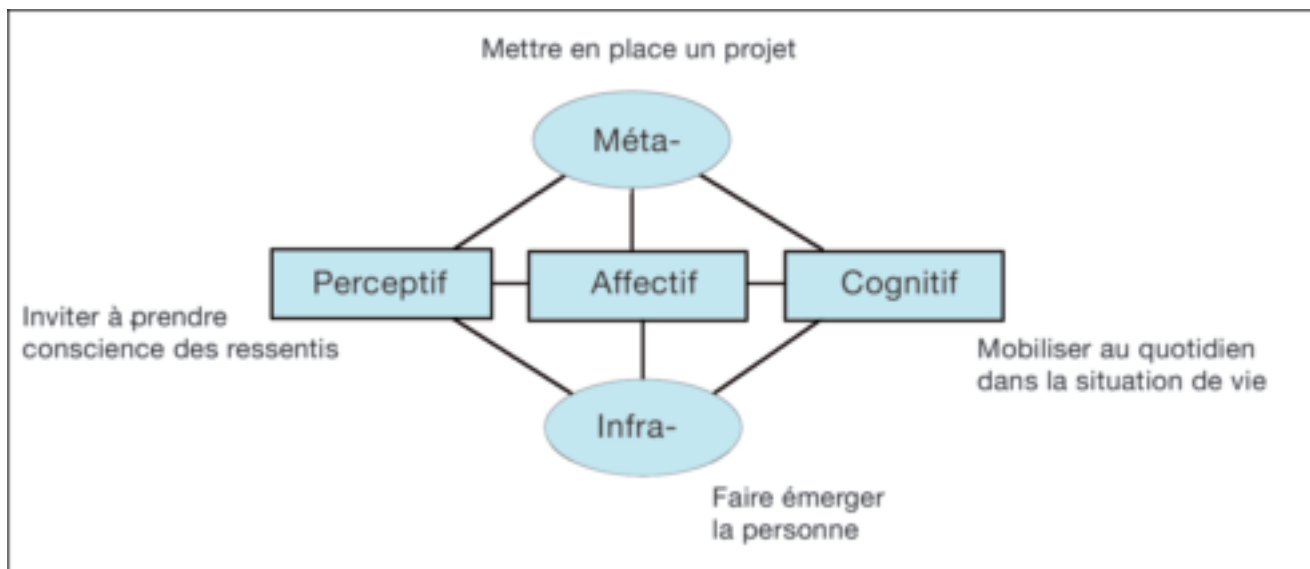 Mettre en place un projet
Méta-
Perceptif
Affectif
Cognitif
Inviter à prendre
conscience des ressentis
Mobiliser au quotidien
dans la situation de vie
Infra-
Faire émerger
la personne